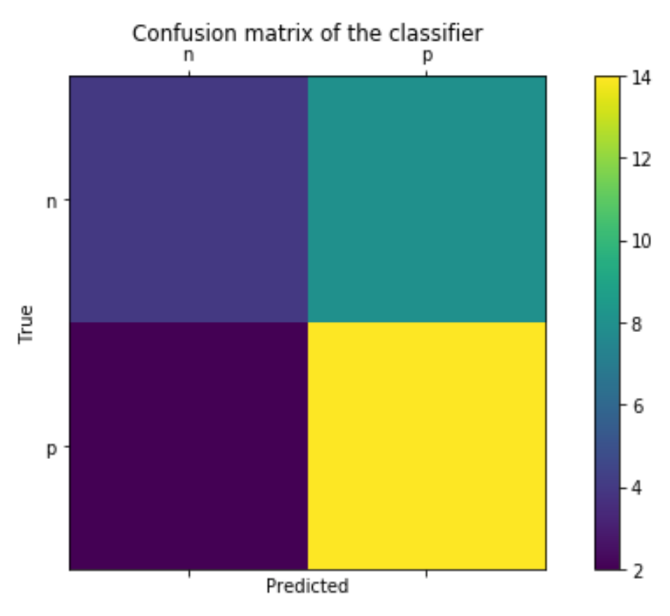 Confusion matrix of the classifier
n p
n
p
True
Predicted
14
12
10
8
6
4
2